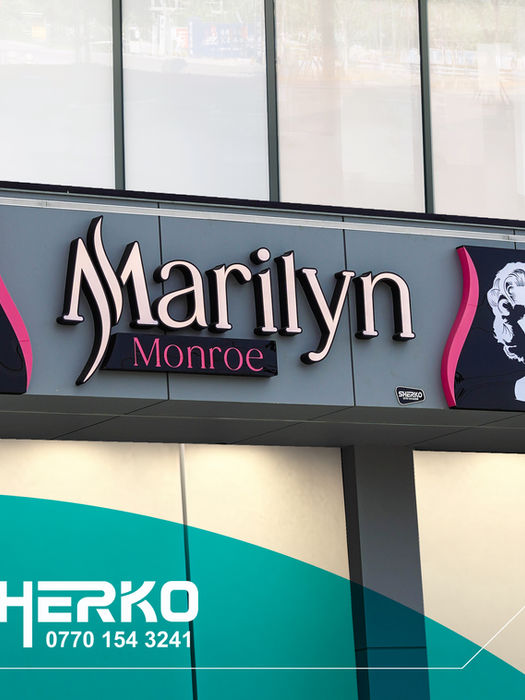 Marilyn
Monroe
SHERKO
HERKO
0770 154 3241